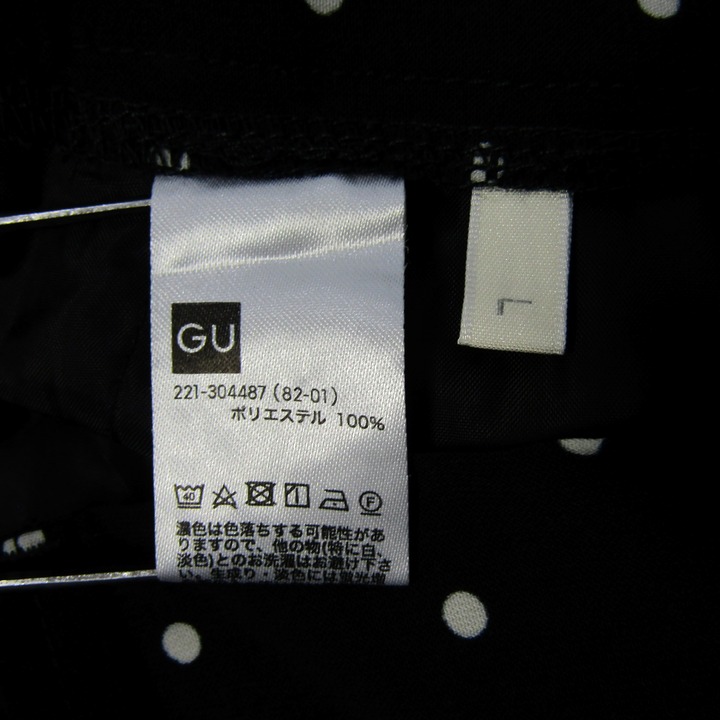 GU
221-304487 (82-01)
ポリエステル 100%
40
F
濃色は色落ちする可能性があ
りますので、他の物(特に白、
淡色)とのお洗濯はお避け下
さい。生成り・淡色には蛍光増
L